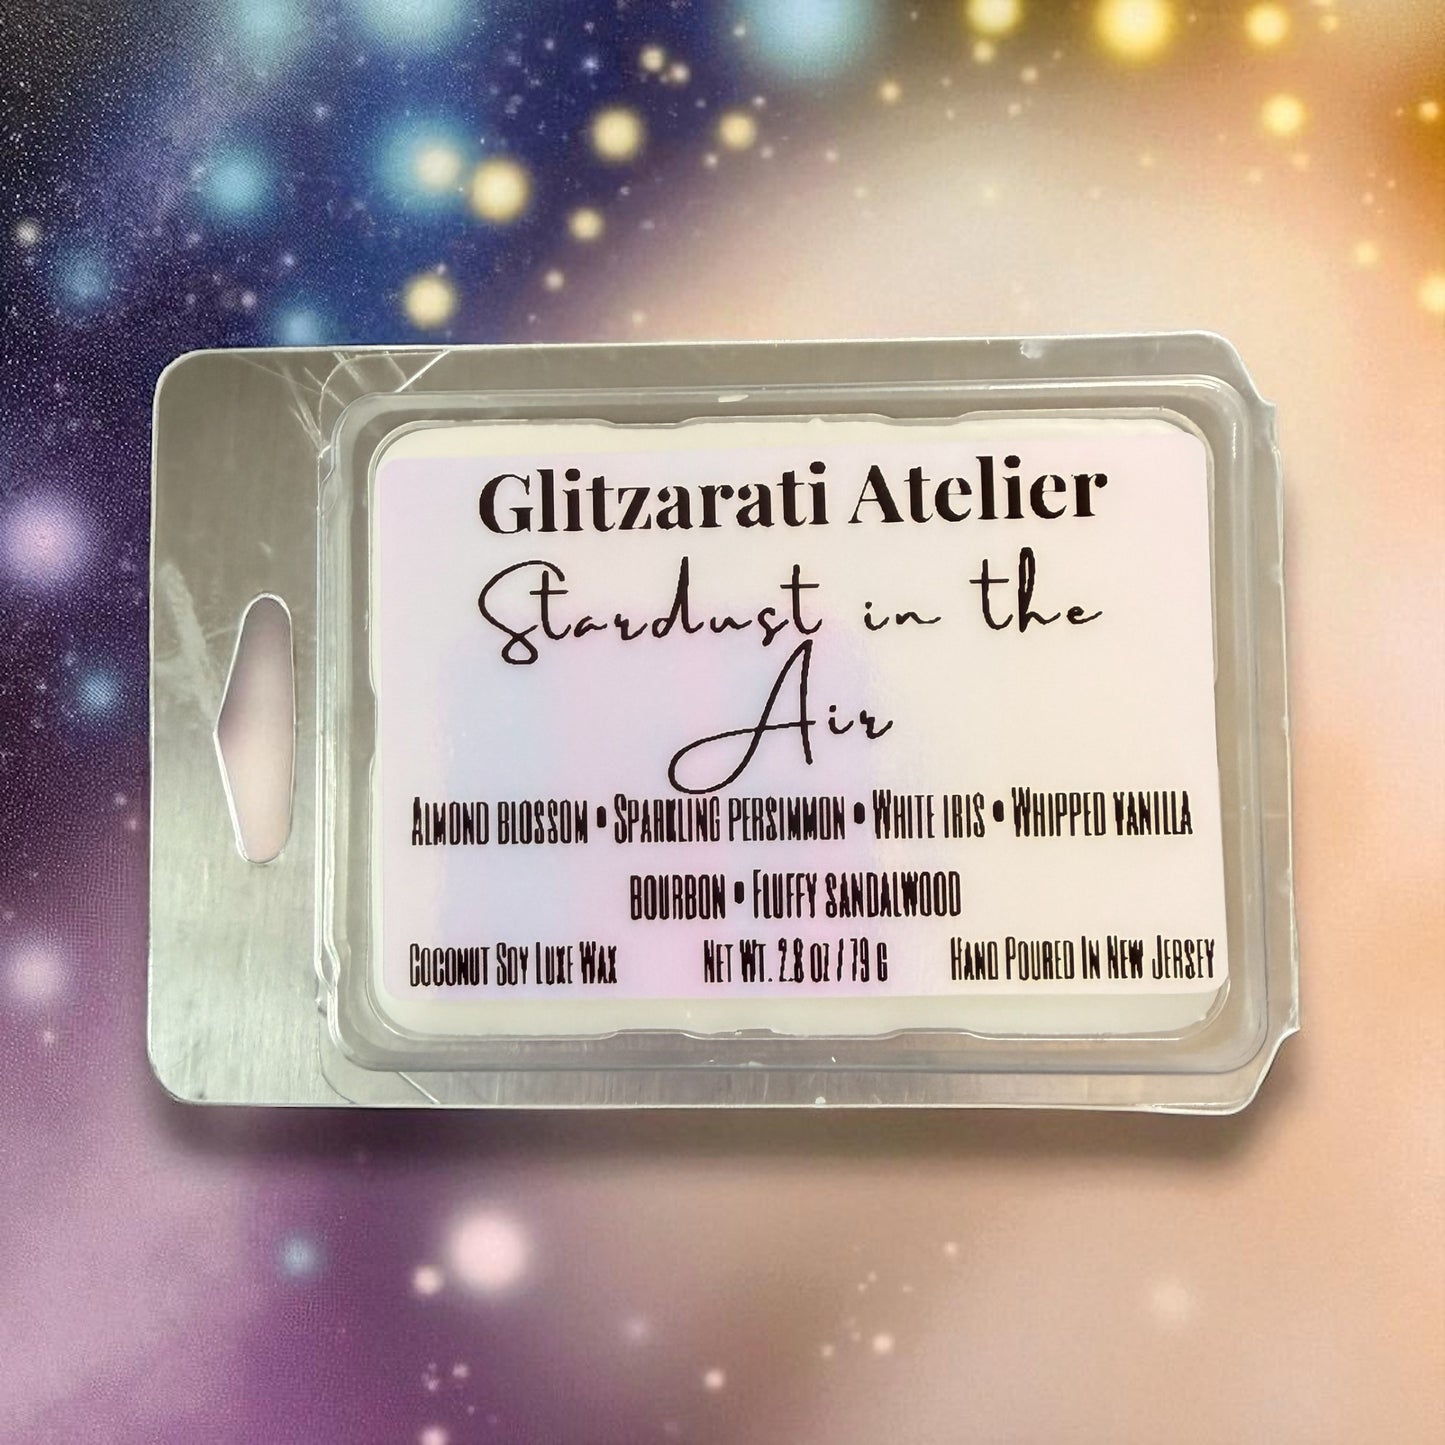 Glitzarati Atelier
Stardust in the
Air
Almond blossom • Sparkling persimmon • White iris • Whipped vanilla
bourbon • Fluffy sandalwood
Coconut Soy Luxe Wax Net Wt. 2.8 oz / 79 g Hand Poured In New Jersey